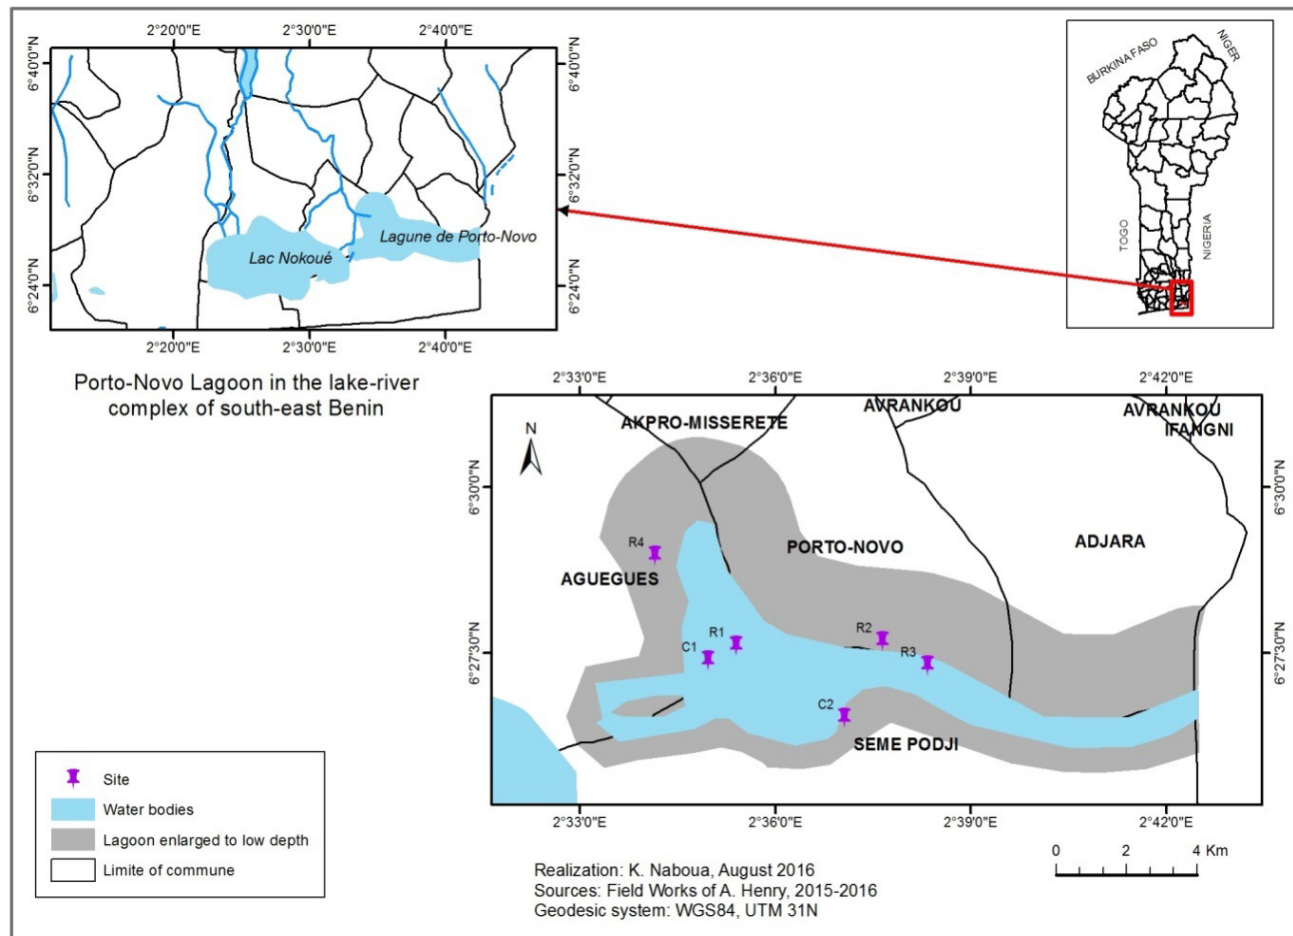 2°20'0"E 2°30'0"E 2°40'0"E
6°40'0"N
6°32'0"N
6°24'0"N
6°40'0"N
6°32'0"N
6°24'0"N
Lagune de Porto-Novo
Lac Nokoué
2°20'0"E 2°30'0"E 2°40'0"E
Porto-Novo Lagoon in the lake-river
complex of south-east Benin
BURKINA FASO
NIGER
TOGO
NIGERIA
2°33'0"E 2°36'0"E 2°39'0"E 2°42'0"E
N
AKPRO-MISSERETE
AVRANKOU
AVRANKOU
IFANGNI
6°30'0"N
6°27'30"N
6°30'0"N
6°27'30"N
R4
PORTO-NOVO
ADJARA
AGUEGUES
R1
R2
C1
R3
C2
SEME PODJI
2°33'0"E 2°36'0"E 2°39'0"E 2°42'0"E
Site
Water bodies
Lagoon enlarged to low depth
Limite of commune
0 2 4 Km
Realization: K. Naboua, August 2016
Sources: Field Works of A. Henry, 2015-2016
Geodesic system: WGS84, UTM 31N